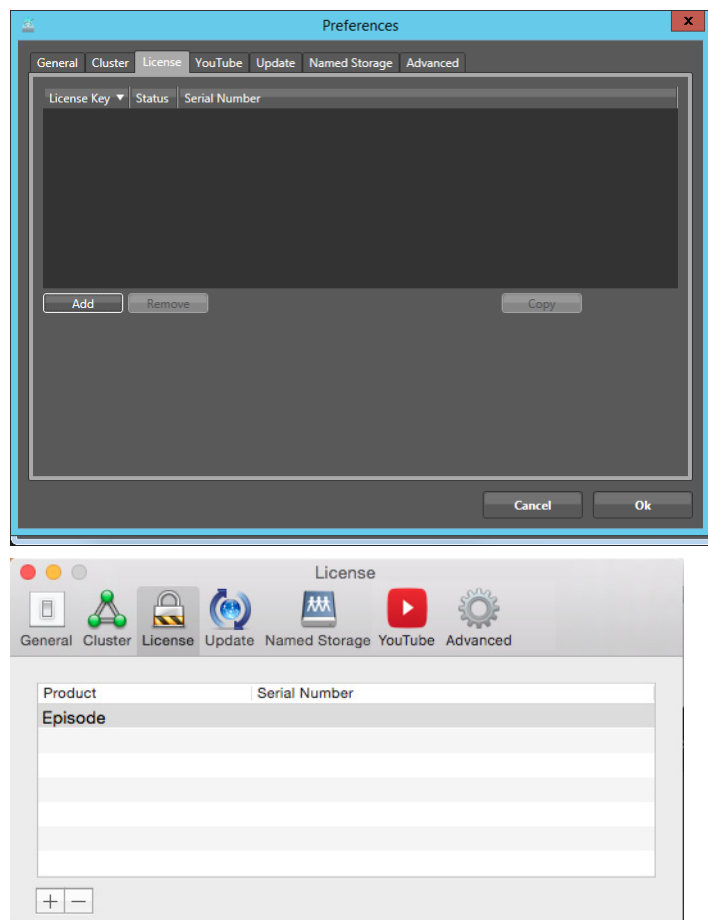 Preferences
x
General Cluster License YouTube Update Named Storage Advanced
License Key Status Serial Number
Add Remove Copy
Cancel Ok
License
General Cluster License Update Named Storage YouTube Advanced
Product Serial Number
Episode
+ −